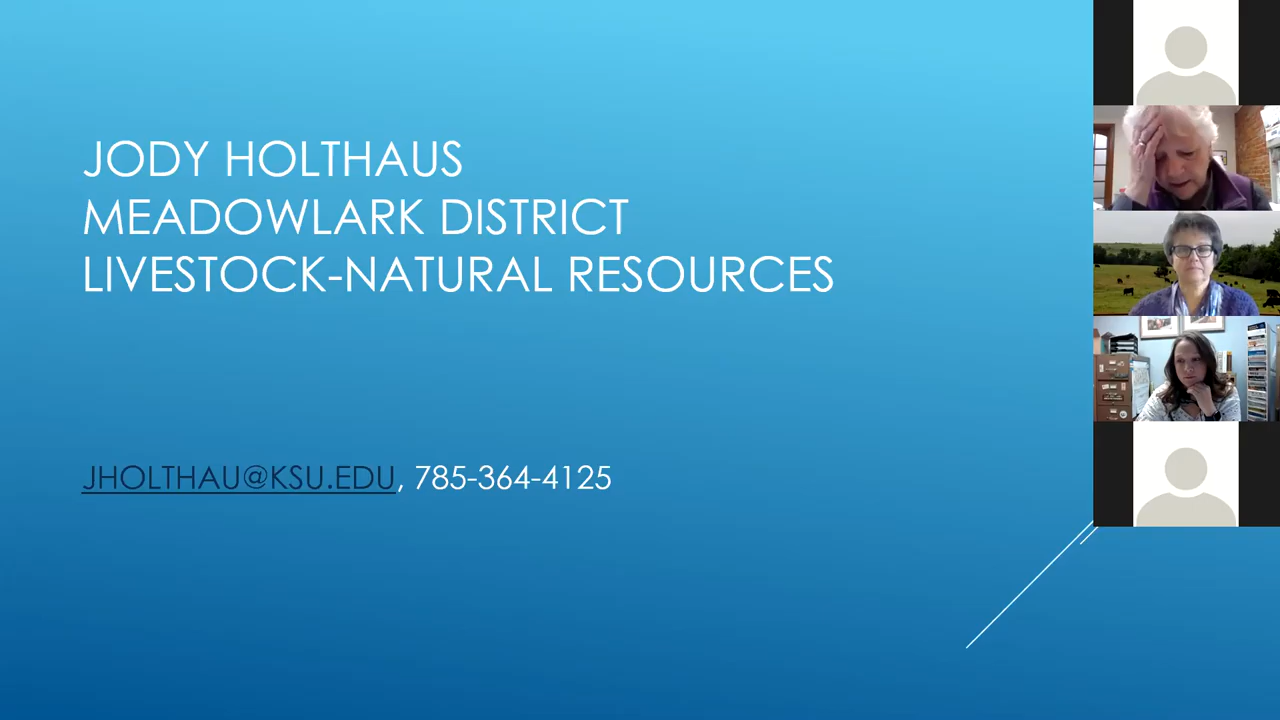 JODY HOLTHAUS
MEADOWLARK DISTRICT
LIVESTOCK-NATURAL RESOURCES
JHOLTHAU@KSU.EDU, 785-364-4125